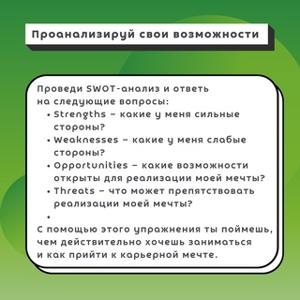 Проанализируй свои возможности
Проведи SWOT-анализ и ответь
на следующие вопросы:
• Strengths – какие у меня сильные
стороны?
• Weaknesses – какие у меня слабые
стороны?
• Opportunities – какие возможности
открыты для реализации моей мечты?
• Threats – что может препятствовать
реализации моей мечты?
•
С помощью этого упражнения ты поймешь,
чем действительно хочешь заниматься
и как прийти к карьерной мечте.